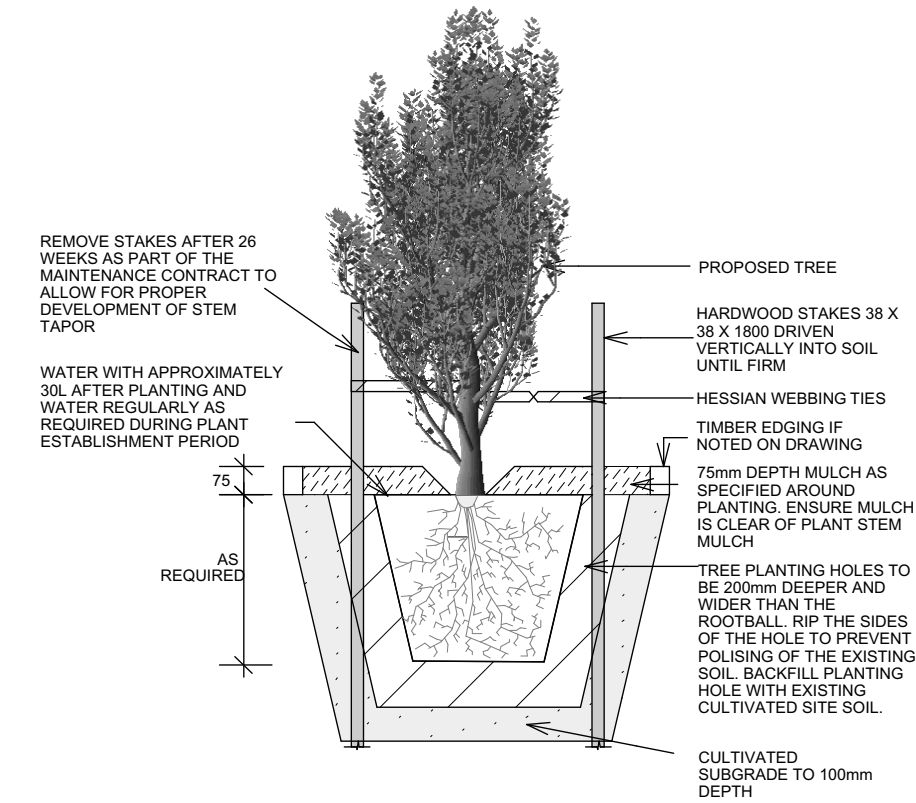 REMOVE STAKES AFTER 26
WEEKS AS PART OF THE
MAINTENANCE CONTRACT TO
ALLOW FOR PROPER
DEVELOPMENT OF STEM
TAPOR
WATER WITH APPROXIMATELY
30L AFTER PLANTING AND
WATER REGULARLY AS
REQUIRED DURING PLANT
ESTABLISHMENT PERIOD
75
AS
REQUIRED
PROPOSED TREE
HARDWOOD STAKES 38 X
38 X 1800 DRIVEN
VERTICALLY INTO SOIL
UNTIL FIRM
HESSIAN WEBBING TIES
TIMBER EDGING IF
NOTED ON DRAWING
75mm DEPTH MULCH AS
SPECIFIED AROUND
PLANTING. ENSURE MULCH
IS CLEAR OF PLANT STEM
MULCH
TREE PLANTING HOLES TO
BE 200mm DEEPER AND
WIDER THAN THE
ROOTBALL. RIP THE SIDES
OF THE HOLE TO PREVENT
POLISING OF THE EXISTING
SOIL. BACKFILL PLANTING
HOLE WITH EXISTING
CULTIVATED SITE SOIL.
CULTIVATED
SUBGRADE TO 100mm
DEPTH